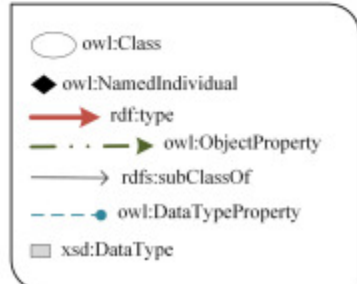 owl:Class
owl:NamedIndividual
rdf:type
owl:ObjectProperty
rdfs:subClassOf
owl:DataTypeProperty
xsd:DataType